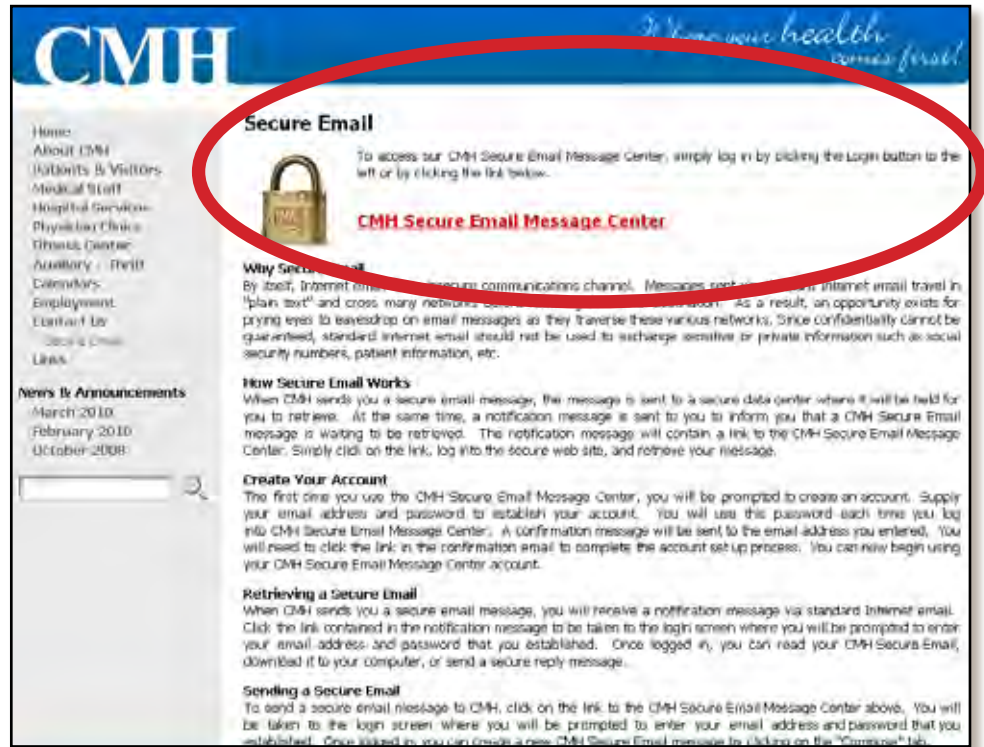 CMH
Where your health
comes first!
Home
About CMH
Patients & Visitors
Medical Staff
Hospital Services
Physician Clinics
Fitness Center
Auxiliary - Thrift
Calendars
Employment
Contact Us
Secure Email
Links
News & Announcements
March 2010
February 2010
October 2008
Secure Email
To access our CMH Secure Email Message Center, simply log in by clicking the Login button to the
left or by clicking the link below.
CMH Secure Email Message Center
Why Secure Email
By itself, Internet email is an insecure communications channel. Messages sent via standard Internet email travel in
"plain text" and cross many networks As a result, an opportunity exists for
prying eyes to eavesdrop on email messages as they traverse these various networks. Since confidentiality cannot be
guaranteed, standard Internet email should not be used to exchange sensitive or private information such as social
security numbers, patient information, etc.
How Secure Email Works
When CMH sends you a secure email message, the message is sent to a secure data center where it will be held for
you to retrieve. At the same time, a notification message is sent to you to inform you that a CMH Secure Email
message is waiting to be retrieved. The notification message will contain a link to the CMH Secure Email Message
Center. Simply click on the link, log into the secure web site, and retrieve your message.
Create Your Account
The first time you use the CMH Secure Email Message Center, you will be prompted to create an account. Supply
your email address and password to establish your account. You will use this password each time you log
into CMH Secure Email Message Center. A confirmation message will be sent to the email address you entered. You
will need to click the link in the confirmation email to complete the account set up process. You can now begin using
your CMH Secure Email Message Center account.
Retrieving a Secure Email
When CMH sends you a secure email message, you will receive a notification message via standard Internet email.
Click the link contained in the notification message to be taken to the login screen where you will be prompted to enter
your email address and password that you established. Once logged in, you can read your CMH Secure Email,
download it to your computer, or send a secure reply message.
Sending a Secure Email
To send a secure email message to CMH, click on the link to the CMH Secure Email Message Center above. You will
be taken to the login screen where you will be prompted to enter your email address and password that you
established. Once logged in, you can create a new CMH Secure Email message by clicking on the "Compose" tab.